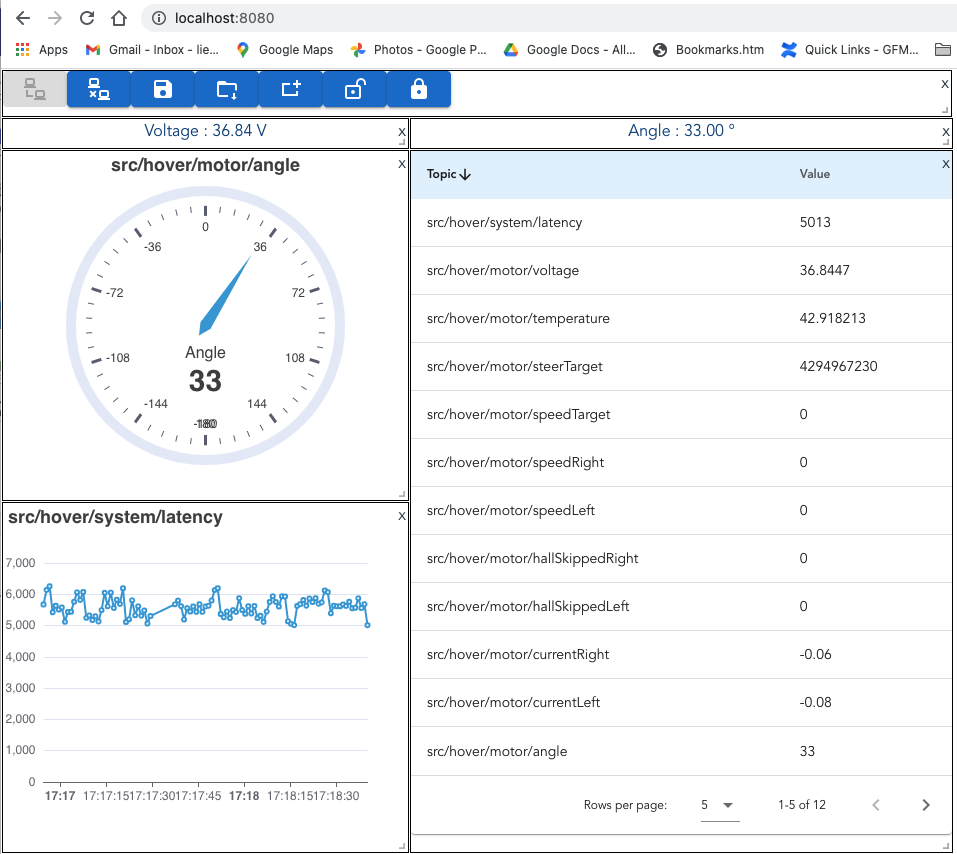 localhost:8080
Apps Gmail - Inbox - lie... Google Maps Photos - Google P... Google Docs - All... Bookmarks.htm Quick Links - GFM...
x
Voltage : 36.84 V x
Angle : 33.00 ° x
src/hover/motor/angle x
0
-36 36
-72 72
-108 108
-144 144
-180
Angle
33
src/hover/system/latency x
7,000
6,000
5,000
4,000
3,000
2,000
1,000
0
17:17 17:17:15 17:17:30 17:17:45 17:18 17:18:15 17:18:30
Topic Value x
src/hover/system/latency 5013
src/hover/motor/voltage 36.8447
src/hover/motor/temperature 42.918213
src/hover/motor/steerTarget 4294967230
src/hover/motor/speedTarget 0
src/hover/motor/speedRight 0
src/hover/motor/speedLeft 0
src/hover/motor/hallSkippedRight 0
src/hover/motor/hallSkippedLeft 0
src/hover/motor/currentRight -0.06
src/hover/motor/currentLeft -0.08
src/hover/motor/angle 33
Rows per page: 5 1-5 of 12